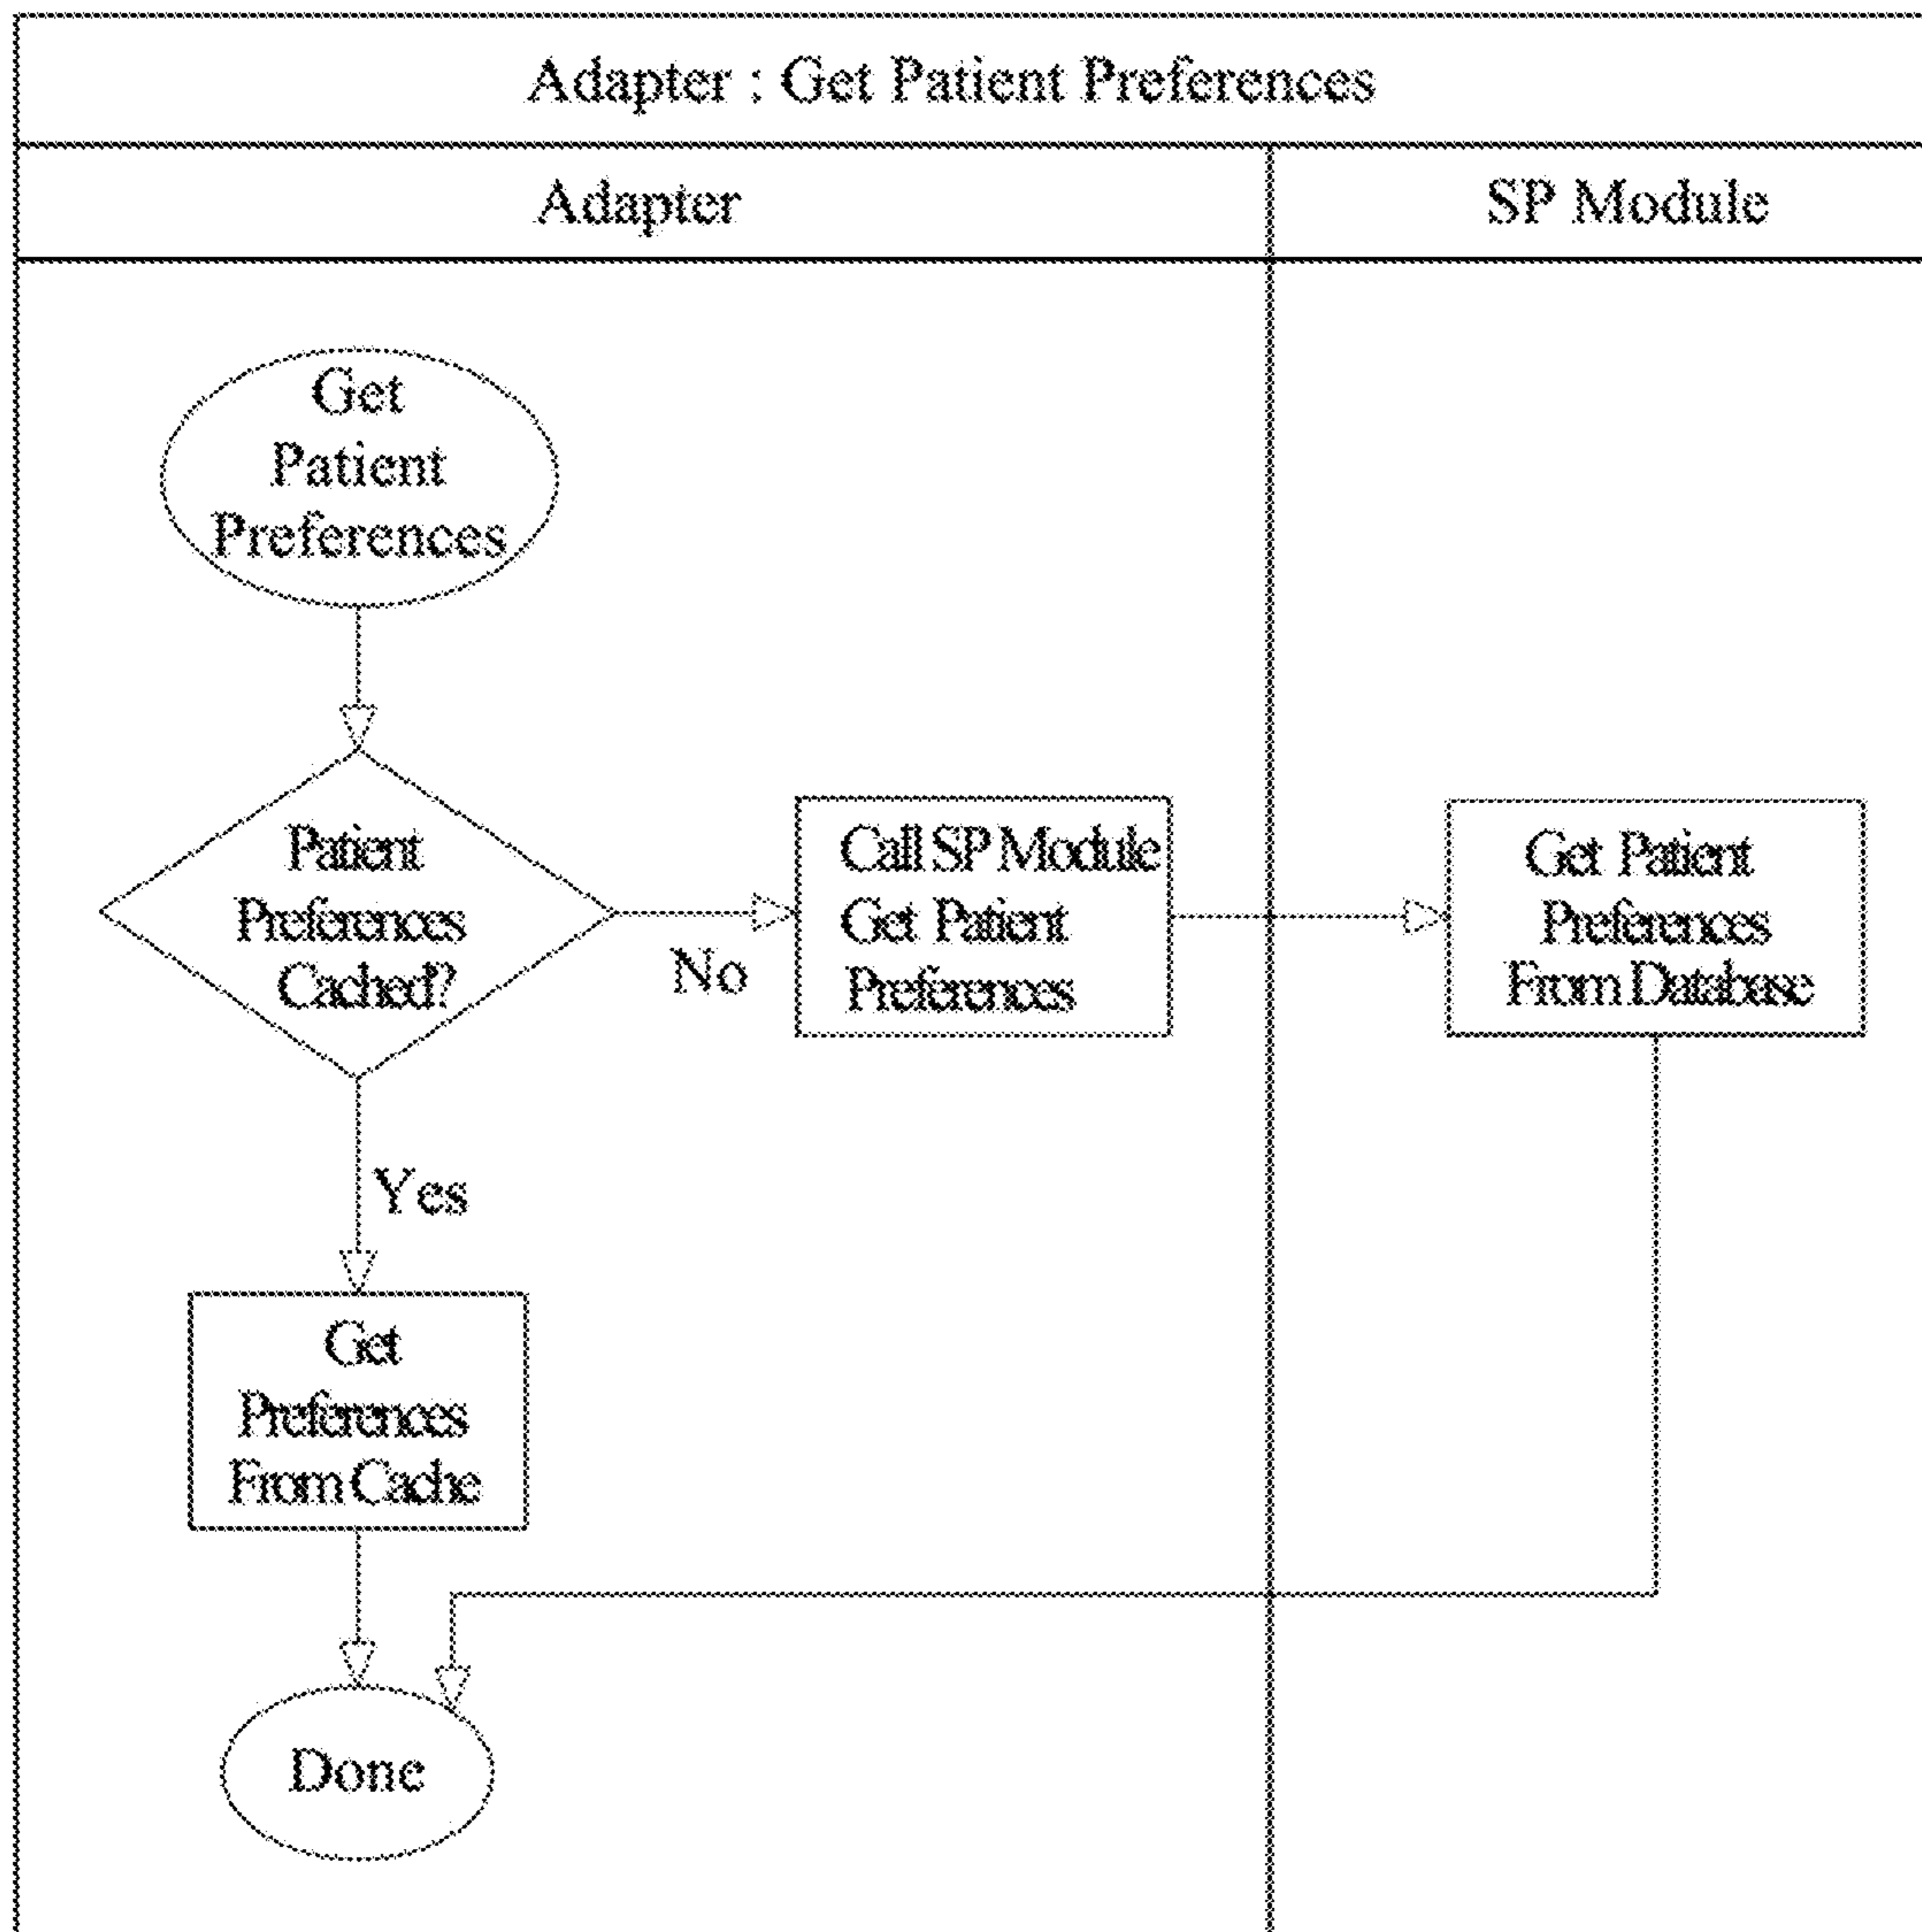 Adapter : Get Patient Preferences
Adapter
SP Module
Get
Patient
Preferences
Patient
Preferences
Cached?
No
Call SP Module
Get Patient
Preferences
Get Patient
Preferences
From Database
Yes
Get
Preferences
From Cache
Done